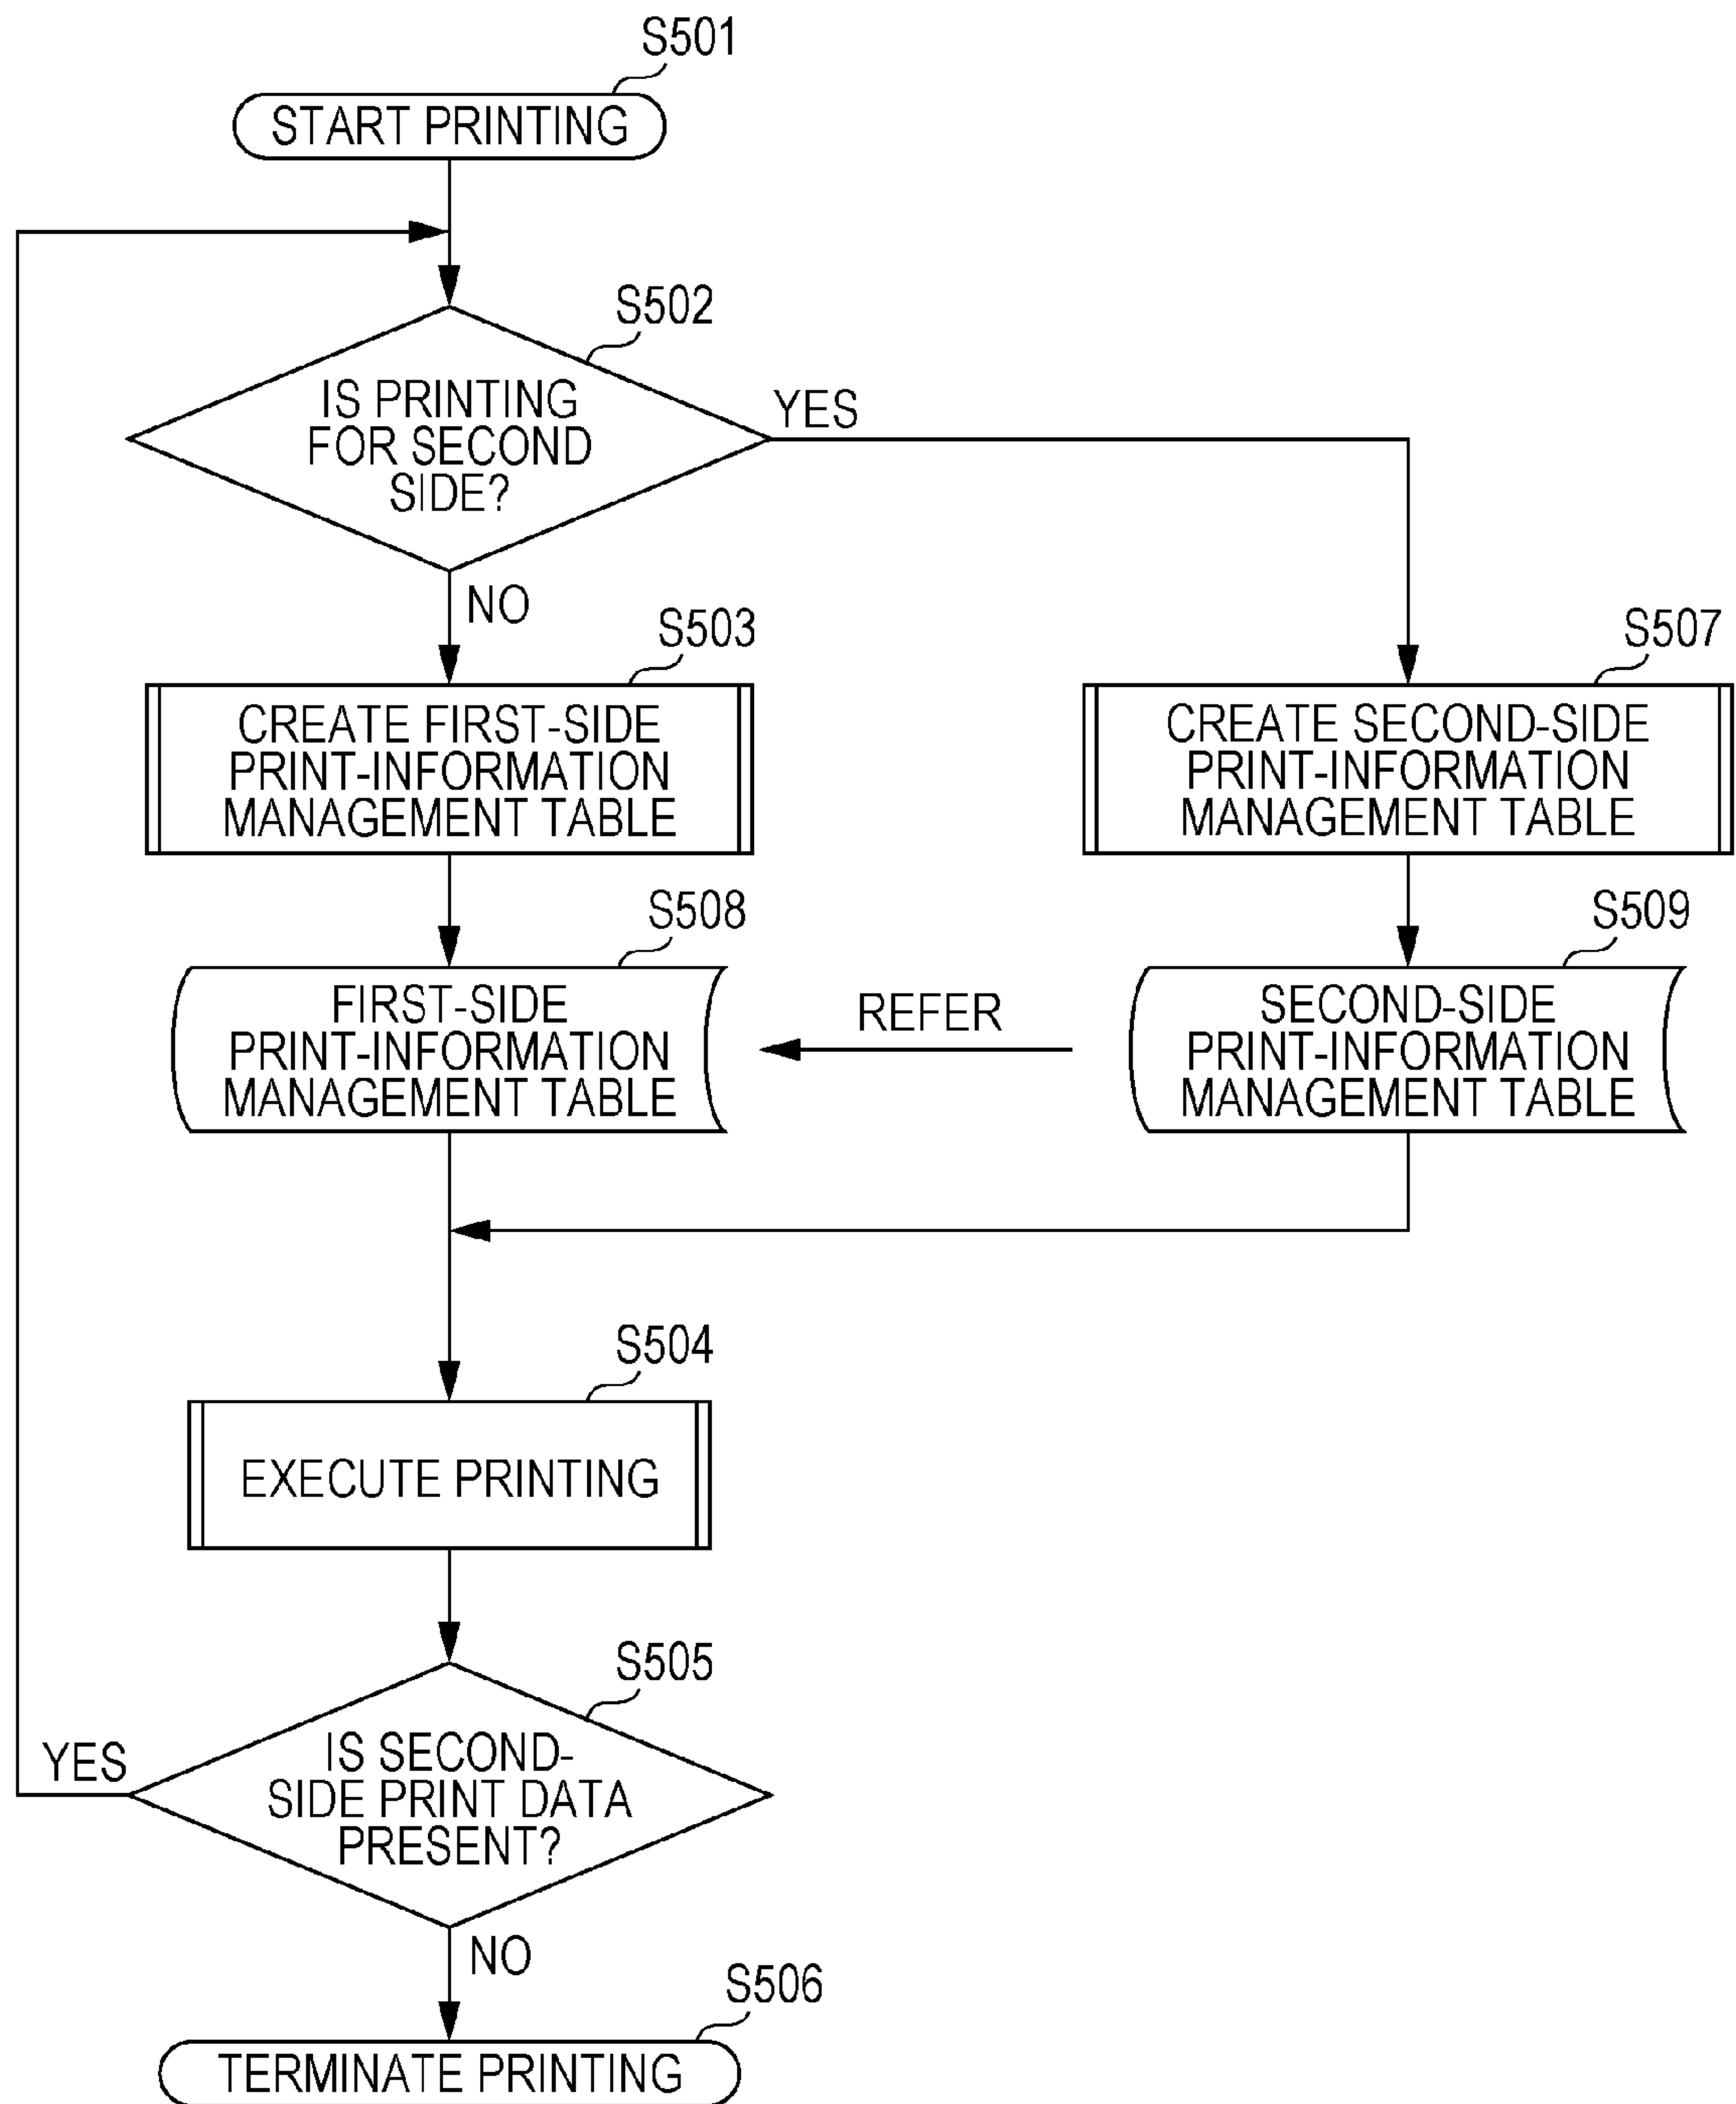 S501
START PRINTING
S502
IS PRINTING
FOR SECOND
SIDE?
YES
NO
S503
CREATE FIRST-SIDE
PRINT-INFORMATION
MANAGEMENT TABLE
S507
CREATE SECOND-SIDE
PRINT-INFORMATION
MANAGEMENT TABLE
S508
FIRST-SIDE
PRINT-INFORMATION
MANAGEMENT TABLE
REFER
S509
SECOND-SIDE
PRINT-INFORMATION
MANAGEMENT TABLE
S504
EXECUTE PRINTING
S505
IS SECOND-
SIDE PRINT DATA
PRESENT?
YES
NO
S506
TERMINATE PRINTING